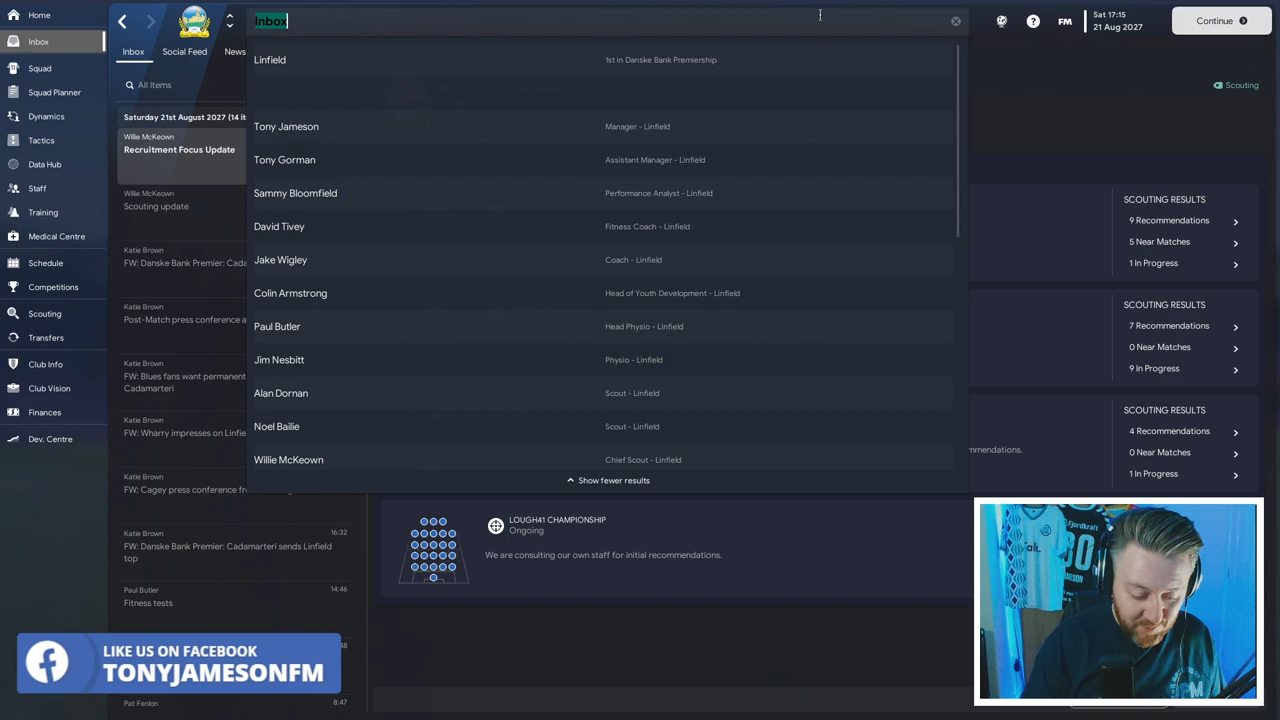 Home
Inbox
Squad
Squad Planner
Dynamics
Tactics
Data Hub
Staff
Training
Medical Centre
Schedule
Competitions
Scouting
Transfers
Club Info
Club Vision
Finances
Dev. Centre
Inbox
Sat 17:15
21 Aug 2027
FM
Continue
Inbox
Social Feed
News
All Items
Scouting
Saturday 21st August 2027 (14 it
Willie McKeown
Recruitment Focus Update
Willie McKeown
Scouting update
Katie Brown
FW: Danske Bank Premier: Cada
Katie Brown
Post-Match press conference a
Katie Brown
FW: Blues fans want permanent
Cadamarteri
Katie Brown
FW: Wharry impresses on Linfie
Katie Brown
FW: Cagey press conference fr
Katie Brown 16:32
FW: Danske Bank Premier: Cadamarteri sends Linfield
top
Paul Butler 14:46
Fitness tests
Pat Fenlon 8:47
Linfield 1st in Danske Bank Premiership
Tony Jameson Manager - Linfield
Tony Gorman Assistant Manager - Linfield
Sammy Bloomfield Performance Analyst - Linfield
David Tivey Fitness Coach - Linfield
Jake Wigley Coach - Linfield
Colin Armstrong Head of Youth Development - Linfield
Paul Butler Head Physio - Linfield
Jim Nesbitt Physio - Linfield
Alan Dornan Scout - Linfield
Noel Bailie Scout - Linfield
Willie McKeown Chief Scout - Linfield
Show fewer results
SCOUTING RESULTS
9 Recommendations
5 Near Matches
1 In Progress
SCOUTING RESULTS
7 Recommendations
0 Near Matches
9 In Progress
SCOUTING RESULTS
4 Recommendations
0 Near Matches
1 In Progress
mmendations.
LOUGH41 CHAMPIONSHIP
Ongoing
We are consulting our own staff for initial recommendations.
LIKE US ON FACEBOOK
TONYJAMESONFM